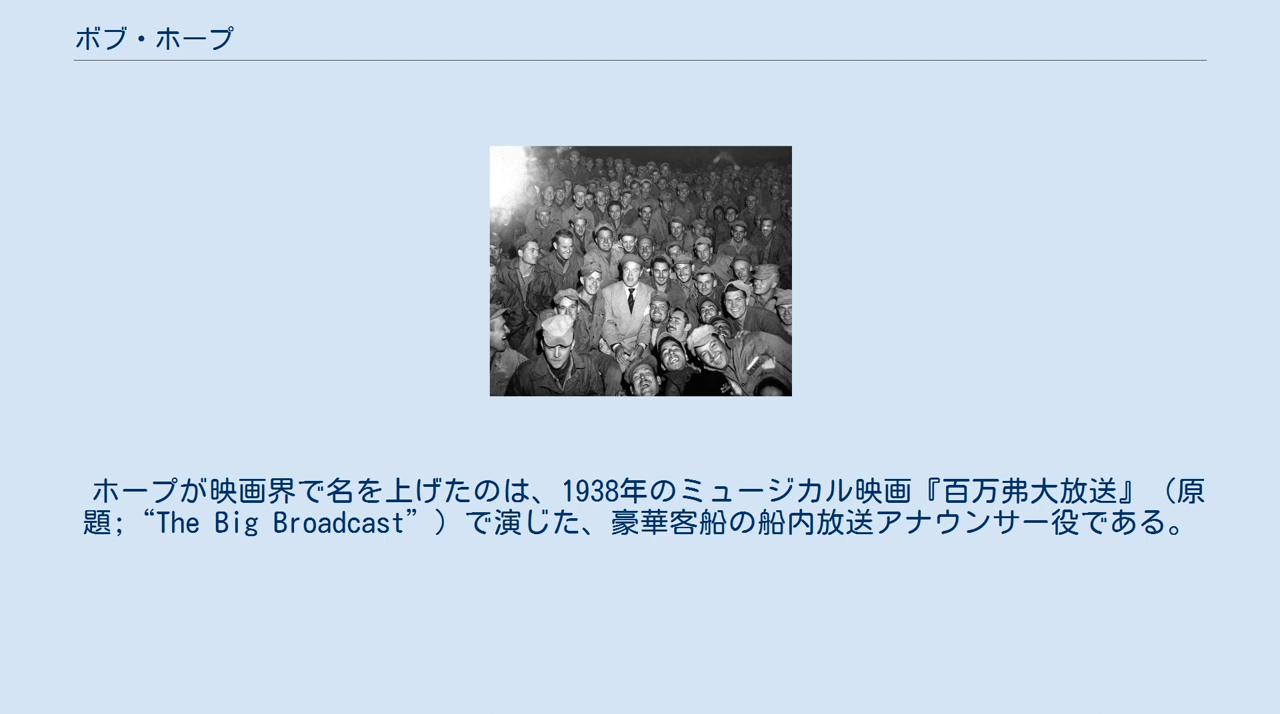 ボブ・ホープ
ホープが映画界で名を上げたのは、1938年のミュージカル映画『百万弗大放送』（原
題；“The Big Broadcast”）で演じた、豪華客船の船内放送アナウンサー役である。